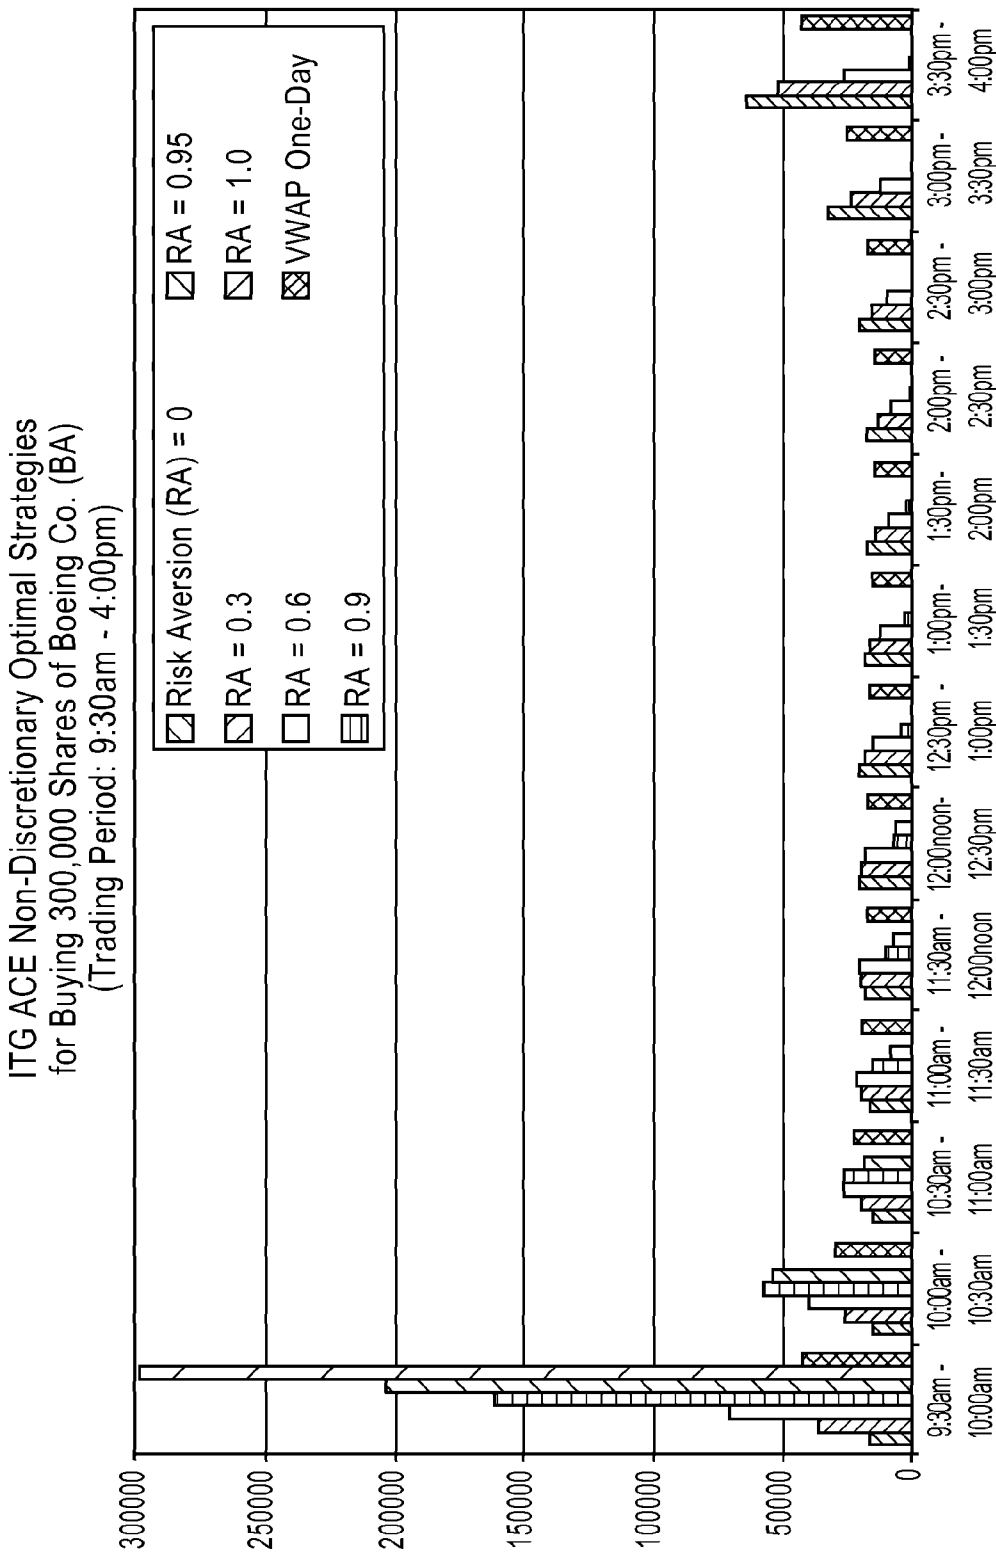 ITG ACE Non-Discretionary Optimal Strategies
for Buying 300,000 Shares of Boeing Co. (BA)
(Trading Period: 9:30am - 4:00pm)
Risk Aversion (RA) = 0
RA = 0.3
RA = 0.6
RA = 0.9
RA = 0.95
RA = 1.0
VWAP One-Day
300000
250000
200000
150000
100000
50000
0
9:30am -
10:00am
10:00am -
10:30am
10:30am -
11:00am
11:00am -
11:30am
11:30am -
12:00noon
12:00noon-
12:30pm
12:30pm -
1:00pm
1:00pm-
1:30pm
1:30pm-
2:00pm
2:00pm -
2:30pm
2:30pm -
3:00pm
3:00pm-
3:30pm
3:30pm -
4:00pm